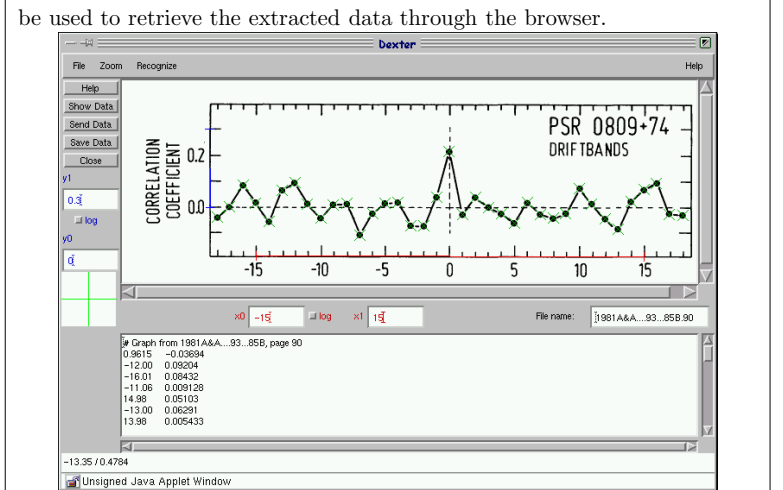 be used to retrieve the extracted data through the browser.
Dexter
File Zoom Recognize Help
Help
Show Data
Send Data
Save Data
Close
y1
0.3
log
y0
0
CORRELATION
COEFFICIENT
0.2
0.0
PSR 0809+74
DRIFTBANDS
-15 -10 -5 0 5 10 15
x0 -15 log x1 15 File name: 1981A&A....93...85B.90
# Graph from 1981A&A....93...85B, page 90
0.9615 -0.03694
-12.00 0.09204
-16.01 0.08432
-11.06 0.009128
14.98 0.05103
-13.00 0.06291
13.98 0.005433
-13.35 / 0.4784
Unsigned Java Applet Window